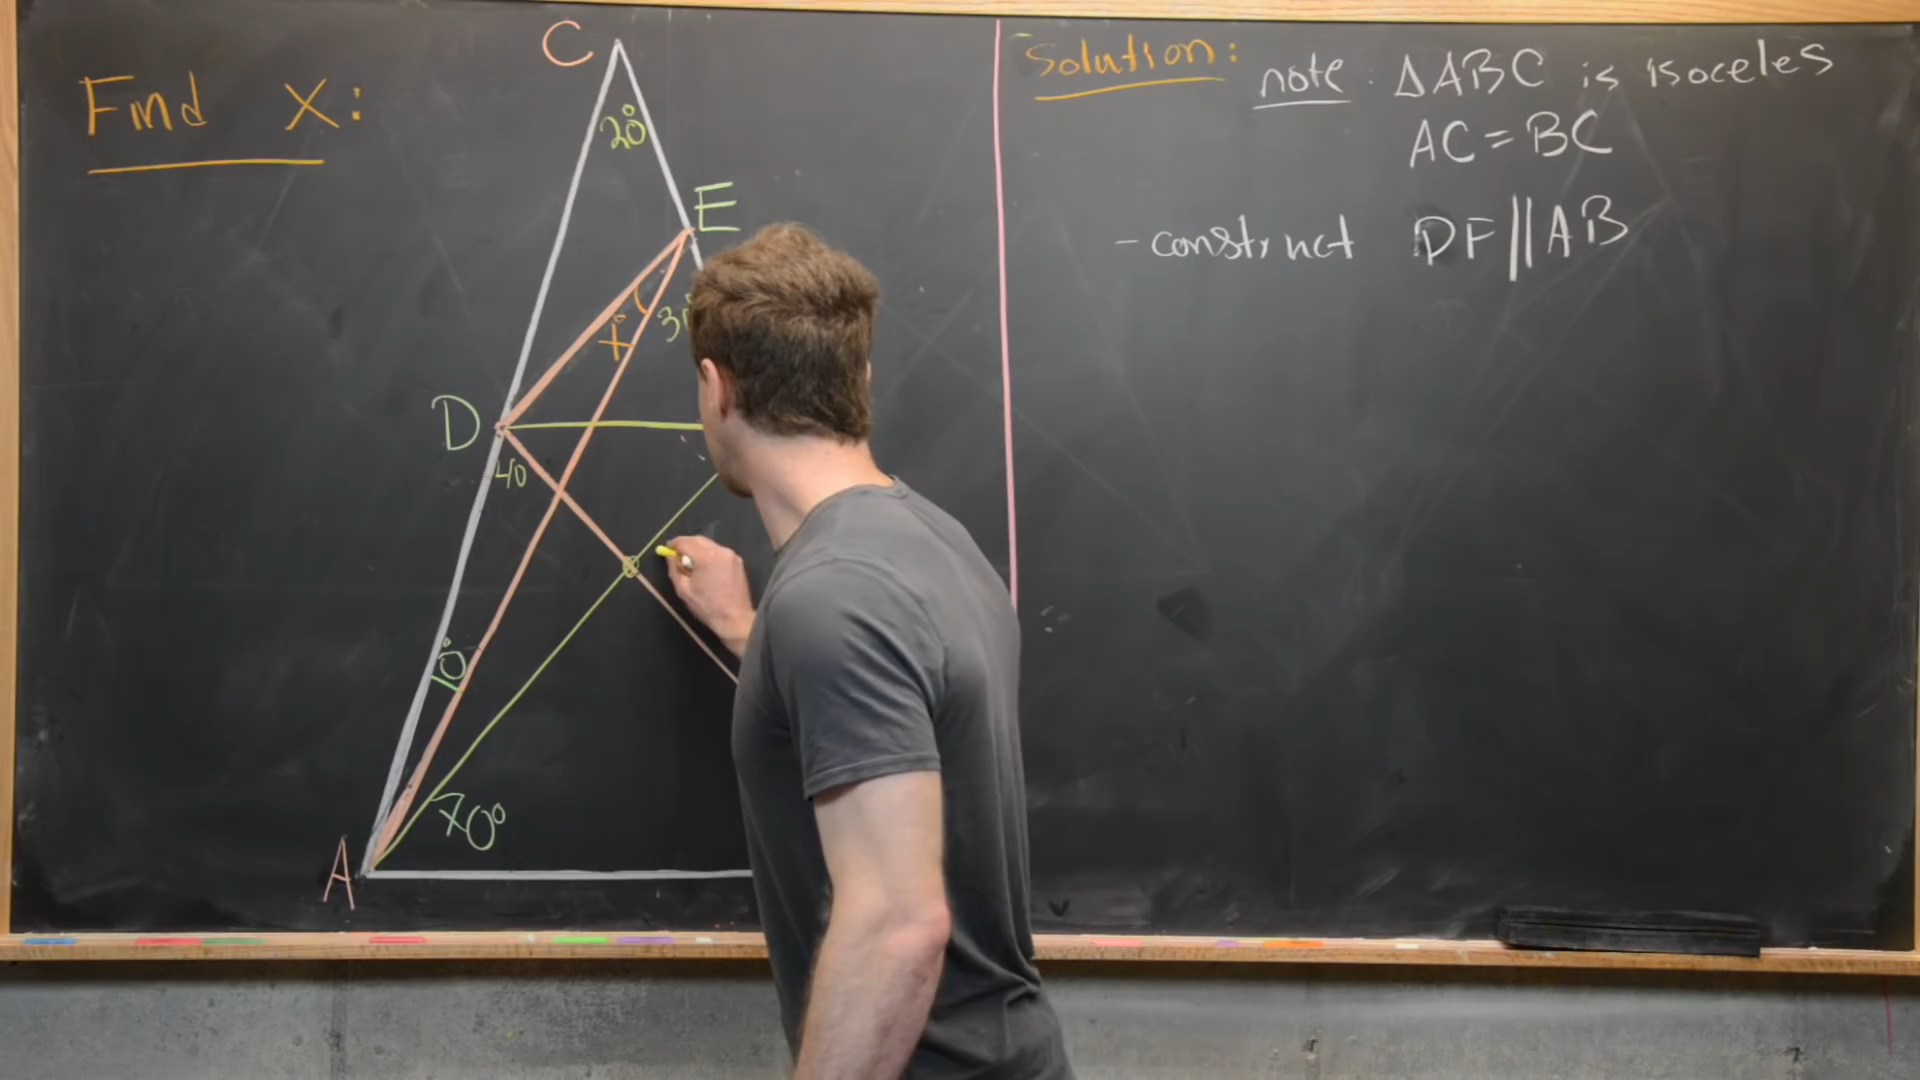 Find X:
C
20°
E
x°
D
40
10°
70°
A
Solution:
note: ΔABC is isoceles
AC = BC
- construct DF || AB